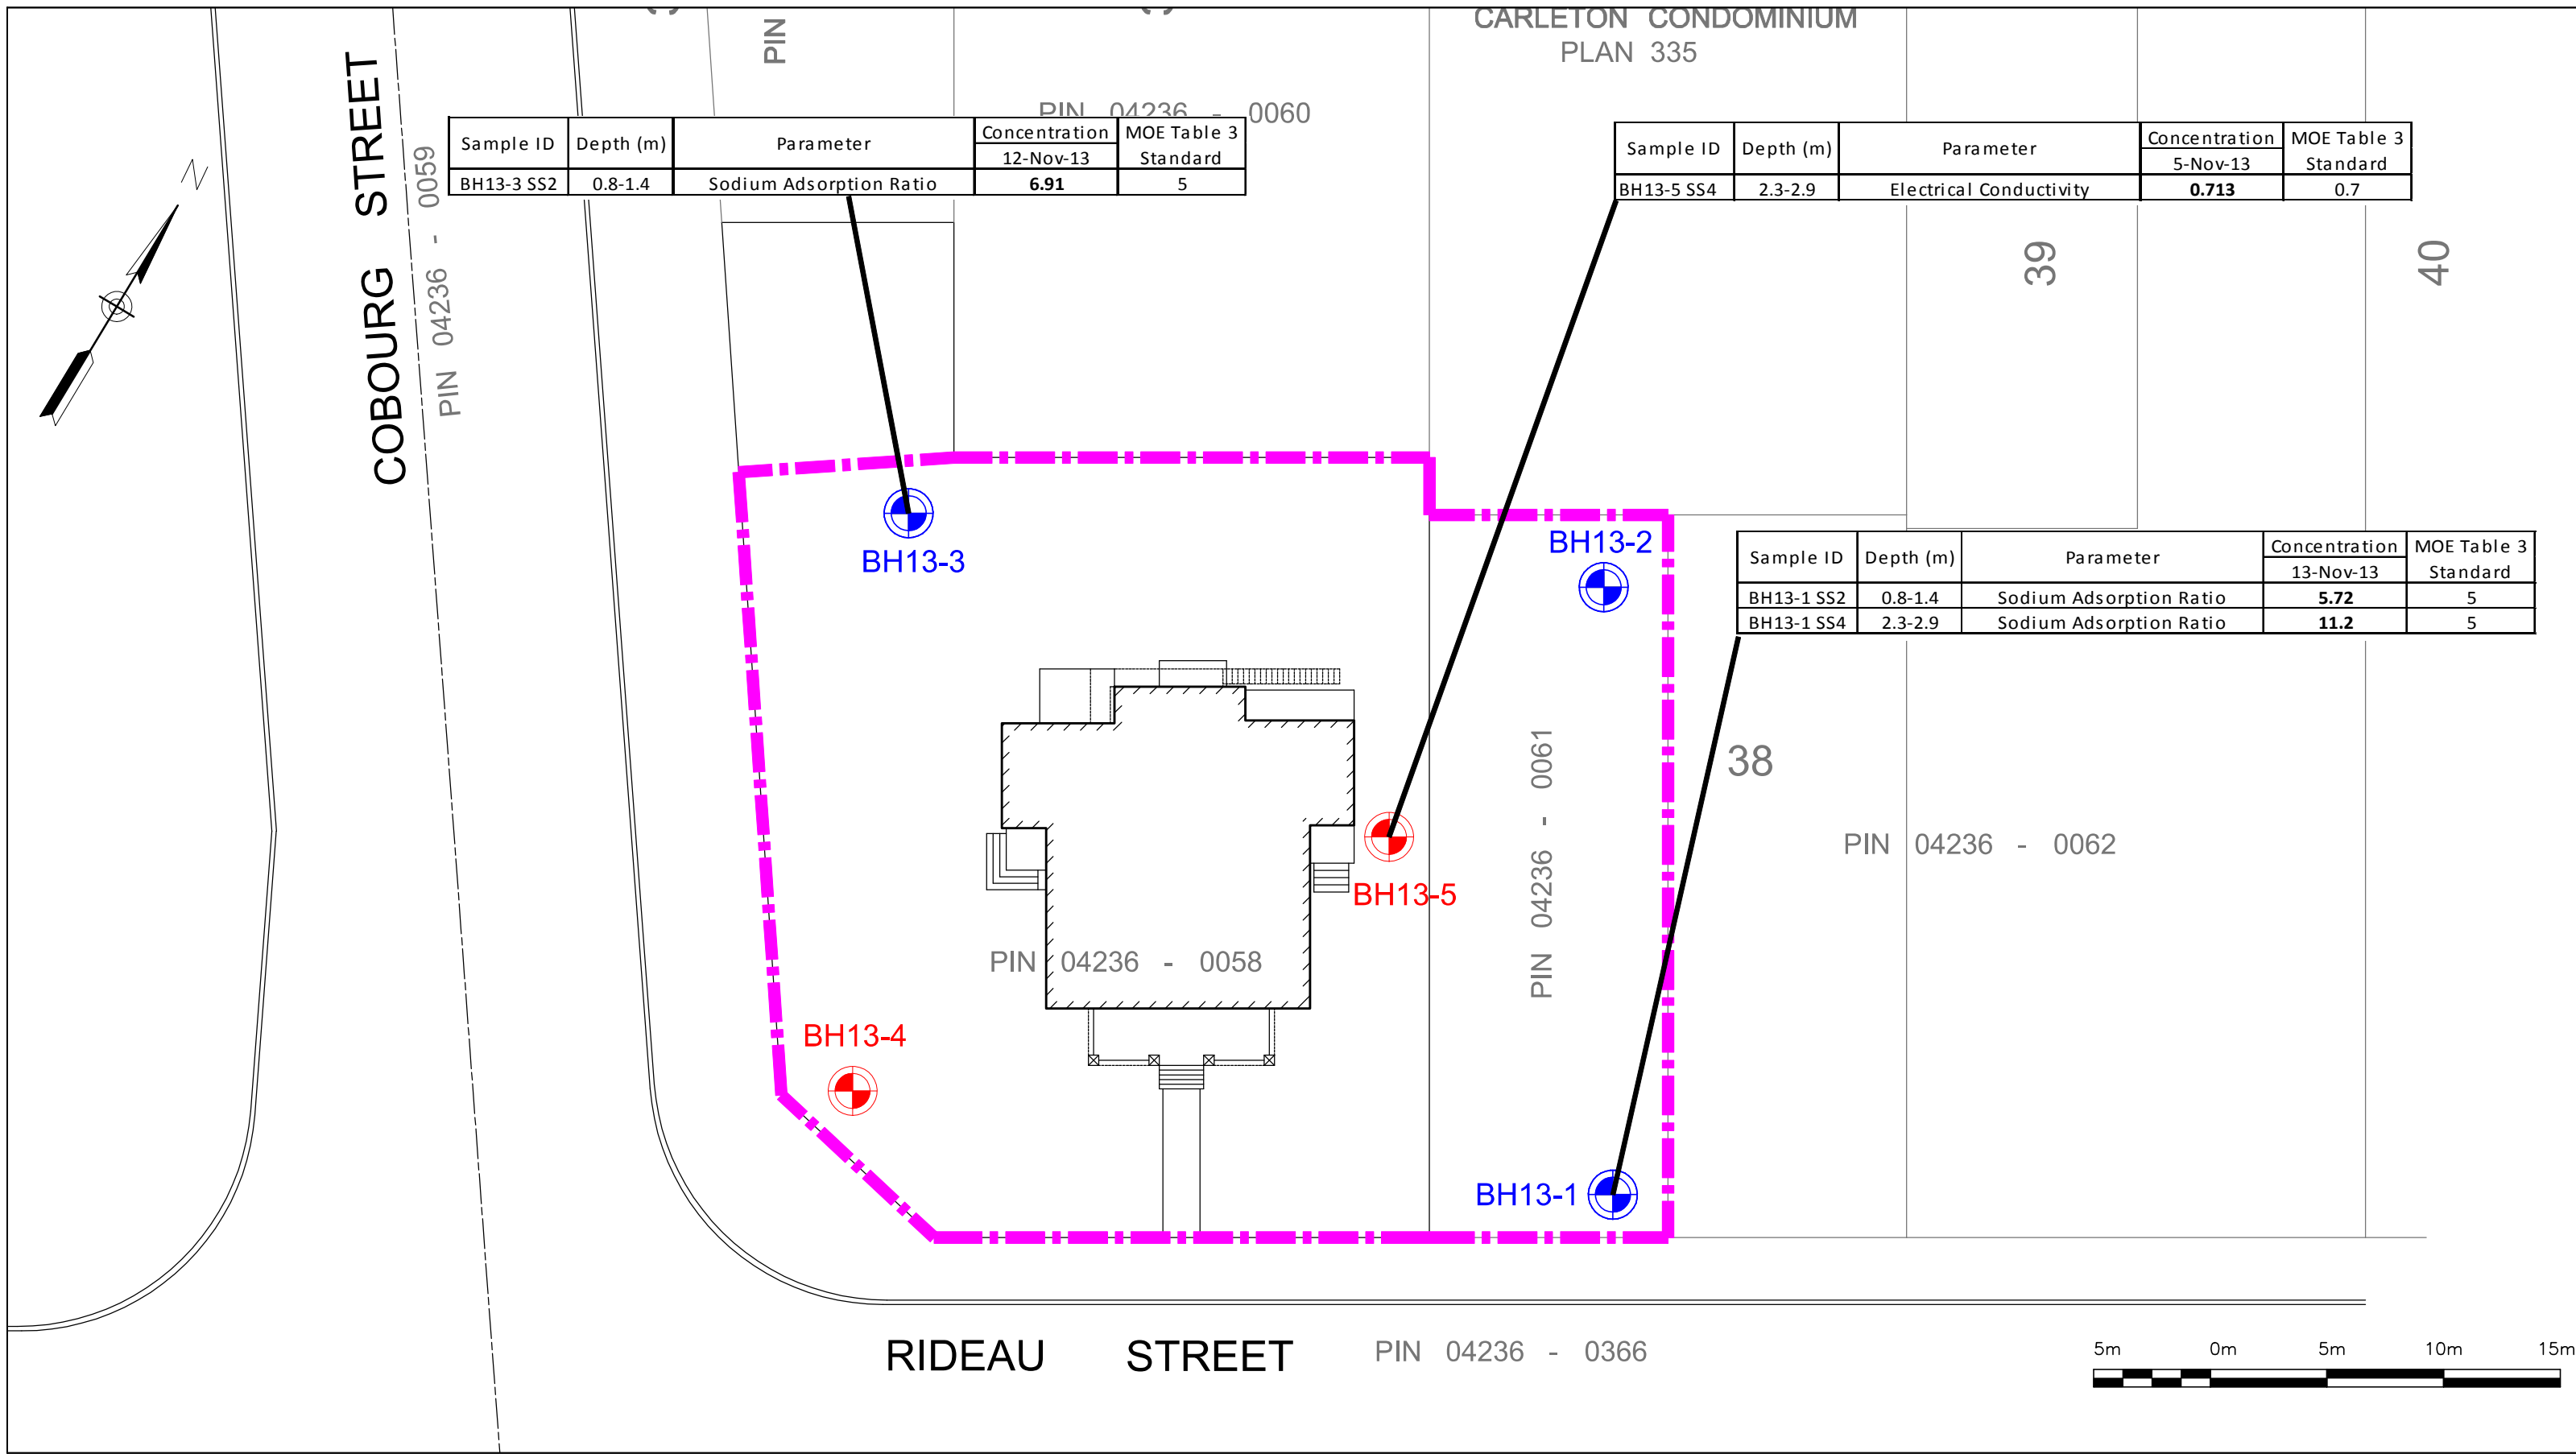 PIN
CARLETON CONDOMINIUM
PLAN 335
PIN 04236 - 0060
COBOURG STREET
PIN 04236 - 0059
N
Sample ID Depth (m) Parameter Concentration MOE Table 3
12-Nov-13 Standard
BH13-3 SS2 0.8-1.4 Sodium Adsorption Ratio 6.91 5
Sample ID Depth (m) Parameter Concentration MOE Table 3
5-Nov-13 Standard
BH13-5 SS4 2.3-2.9 Electrical Conductivity 0.713 0.7
39
40
BH13-3
BH13-2
Sample ID Depth (m) Parameter Concentration MOE Table 3
13-Nov-13 Standard
BH13-1 SS2 0.8-1.4 Sodium Adsorption Ratio 5.72 5
BH13-1 SS4 2.3-2.9 Sodium Adsorption Ratio 11.2 5
38
PIN 04236 - 0061
PIN 04236 - 0062
BH13-5
PIN 04236 - 0058
BH13-4
BH13-1
RIDEAU STREET PIN 04236 - 0366
5m 0m 5m 10m 15m